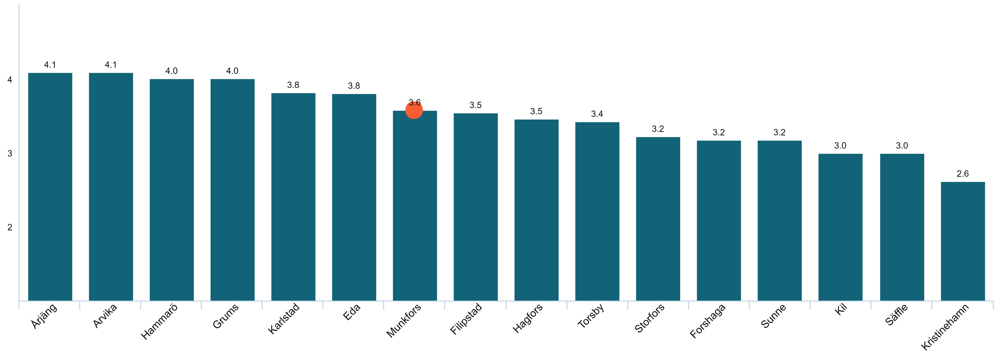 4.1
4.1
4.0
4.0
3.8
3.8
3.6
3.5
3.5
3.4
3.2
3.2
3.2
3.0
3.0
2.6
4
3
2
Årjäng
Arvika
Hammarö
Grums
Karlstad
Eda
Munkfors
Filipstad
Hagfors
Torsby
Storfors
Forshaga
Sunne
Kil
Säffle
Kristinehamn